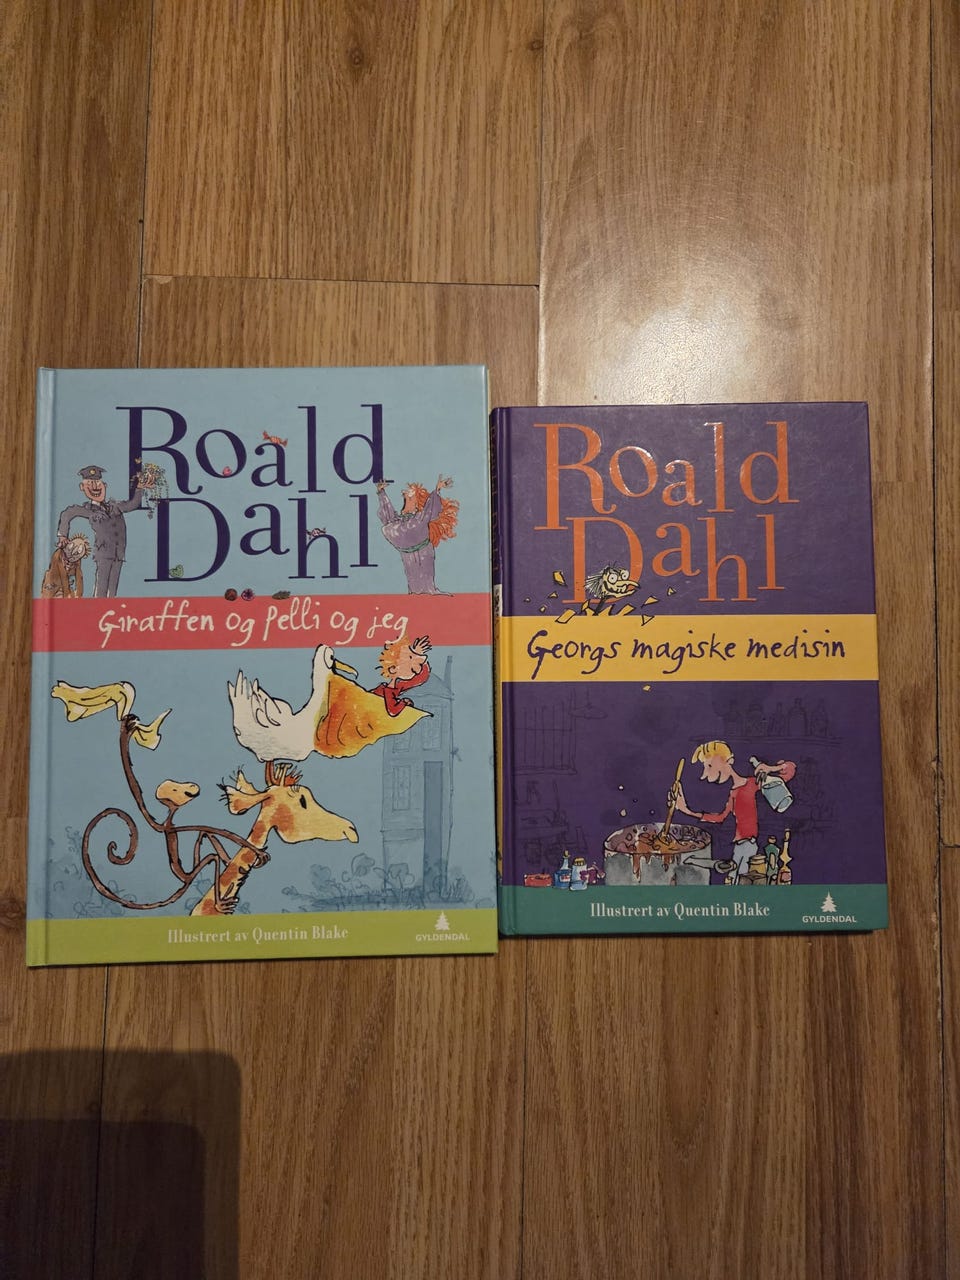 Roald
Dahl
Giraffen og Pelli og jeg
Illustrert av Quentin Blake
GYLDENDAL
Roald
Dahl
Georgs magiske medisin
Illustrert av Quentin Blake
GYLDENDAL